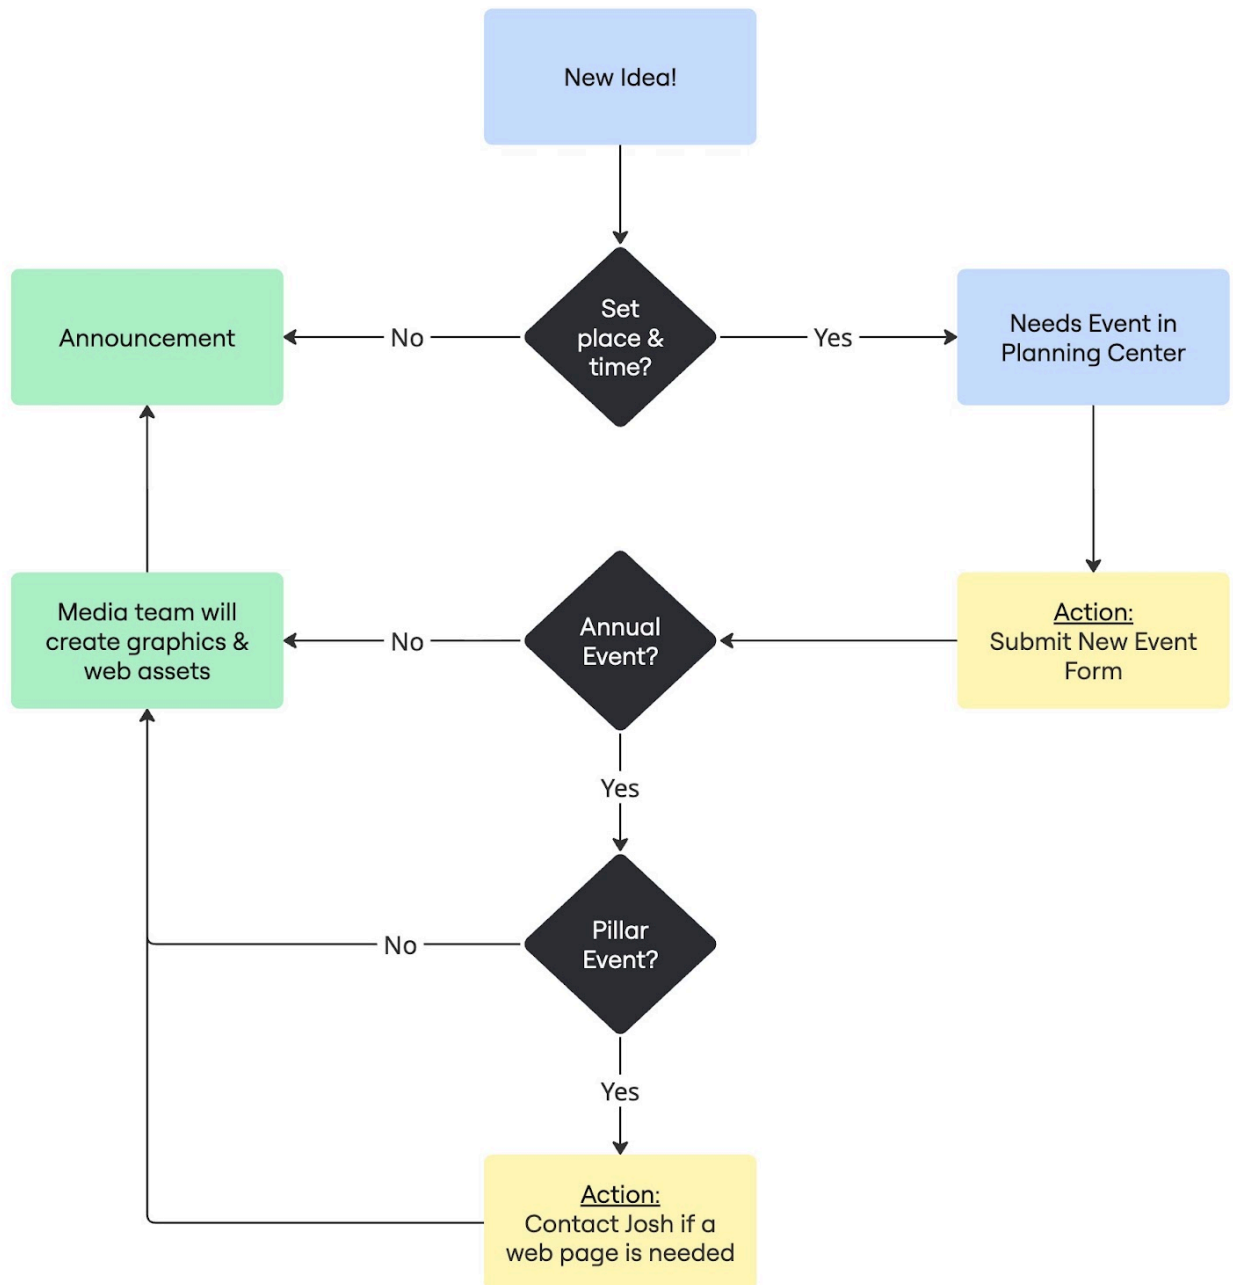 New Idea!
Set
place &
time?
No
Yes
Announcement
Needs Event in
Planning Center
Action:
Submit New Event
Form
Annual
Event?
No
Media team will
create graphics &
web assets
Yes
Pillar
Event?
No
Yes
Action:
Contact Josh if a
web page is needed